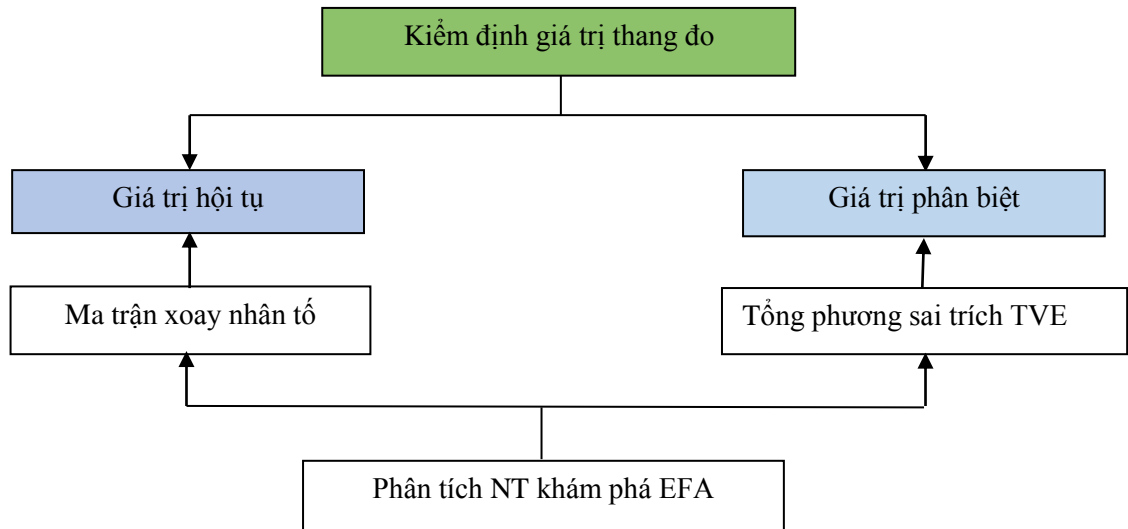 Kiểm định giá trị thang đo
Giá trị hội tụ
Giá trị phân biệt
Ma trận xoay nhân tố
Tổng phương sai trích TVE
Phân tích NT khám phá EFA